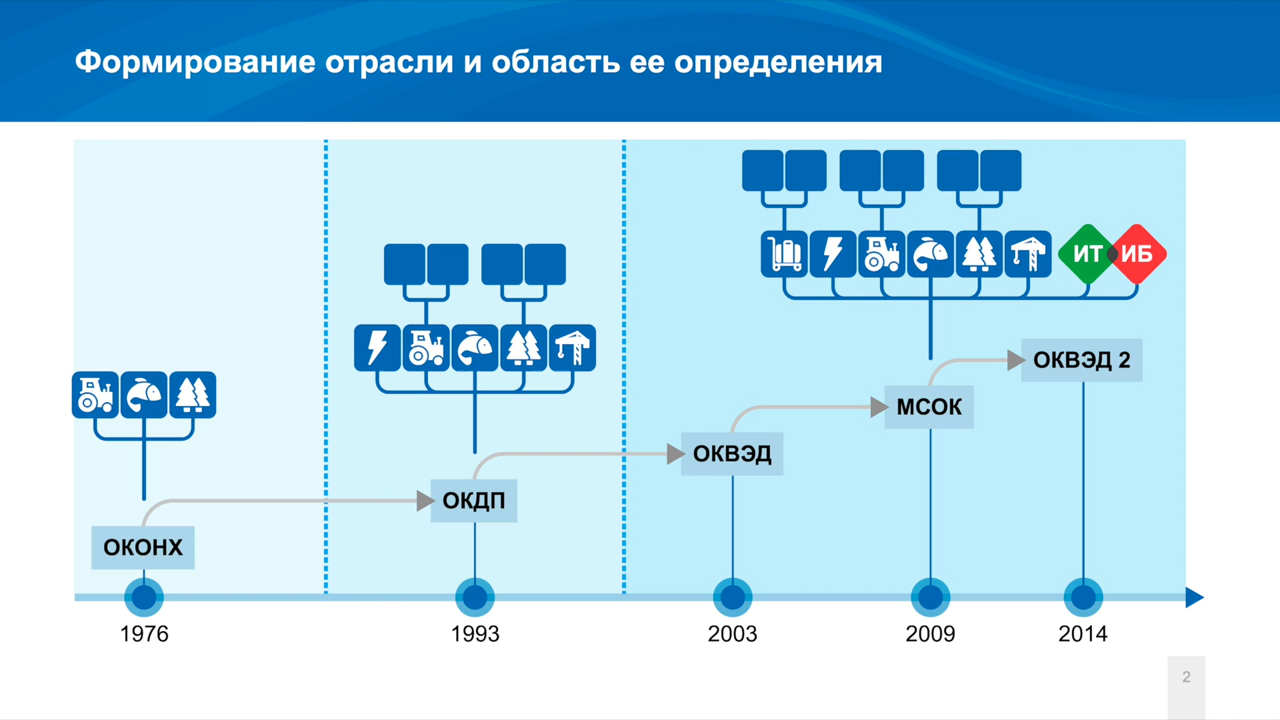 Формирование отрасли и область ее определения
ИТ ИБ
ОКВЭД 2
МСОК
ОКВЭД
ОКДП
ОКОНХ
1976 1993 2003 2009 2014
2